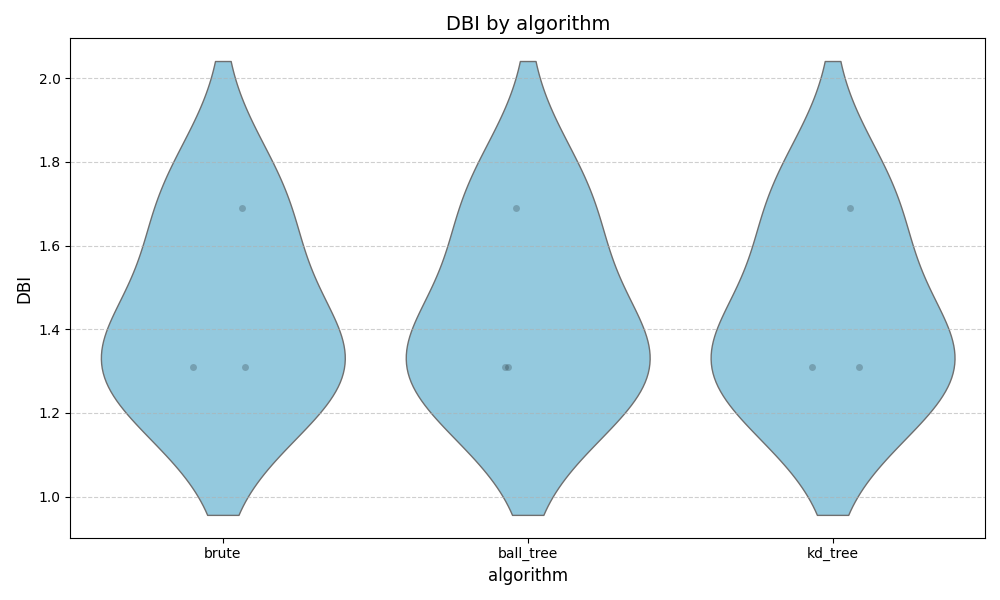 DBI by algorithm
DBI
2.0
1.8
1.6
1.4
1.2
1.0
brute
ball_tree
kd_tree
algorithm